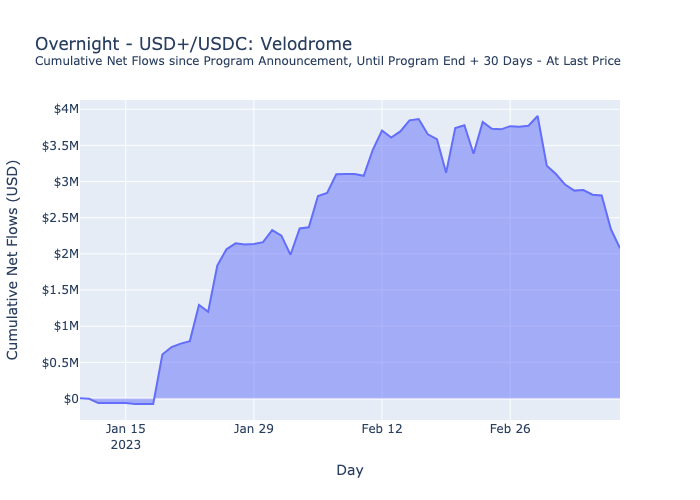 Overnight - USD+/USDC: Velodrome
Cumulative Net Flows since Program Announcement, Until Program End + 30 Days - At Last Price
Cumulative Net Flows (USD)
$4M
$3.5M
$3M
$2.5M
$2M
$1.5M
$1M
$0.5M
$0
Jan 15
2023
Jan 29
Feb 12
Feb 26
Day